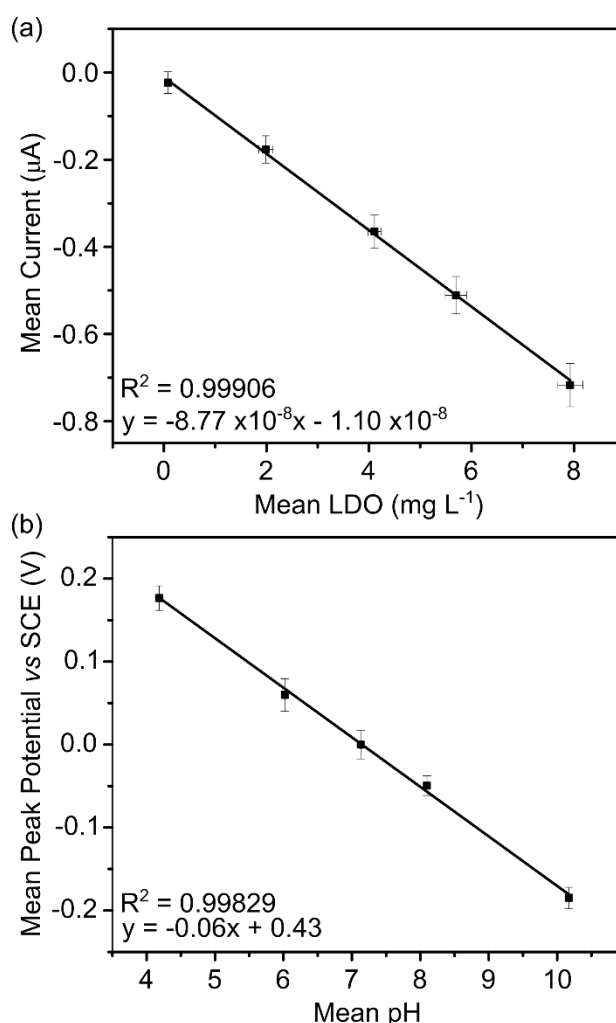 (a)
0.0
-0.2
-0.4
-0.6
-0.8
Mean Current (μA)
R² = 0.99906
y = -8.77 x10⁻⁸x - 1.10 x10⁻⁸
0 2 4 6 8
Mean LDO (mg L⁻¹)
(b)
0.2
0.1
0.0
-0.1
-0.2
Mean Peak Potential vs SCE (V)
R² = 0.99829
y = -0.06x + 0.43
4 5 6 7 8 9 10
Mean pH